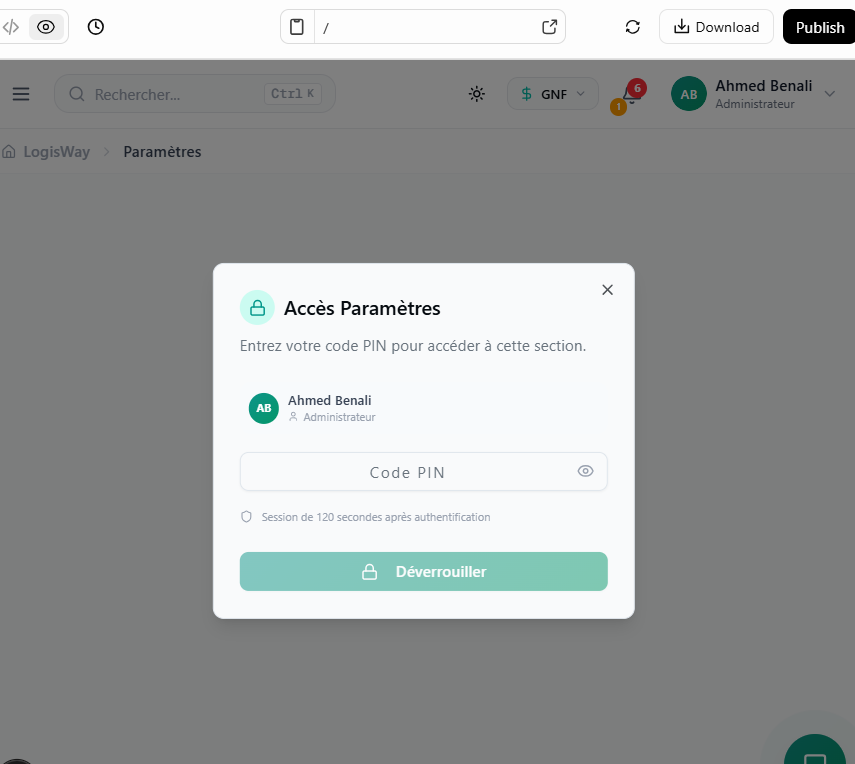 /
Download
Publish
Rechercher...
Ctrl K
$ GNF
6
1
AB
Ahmed Benali
Administrateur
LogisWay
Paramètres
Accès Paramètres
Entrez votre code PIN pour accéder à cette section.
AB
Ahmed Benali
Administrateur
Code PIN
Session de 120 secondes après authentification
Déverrouiller